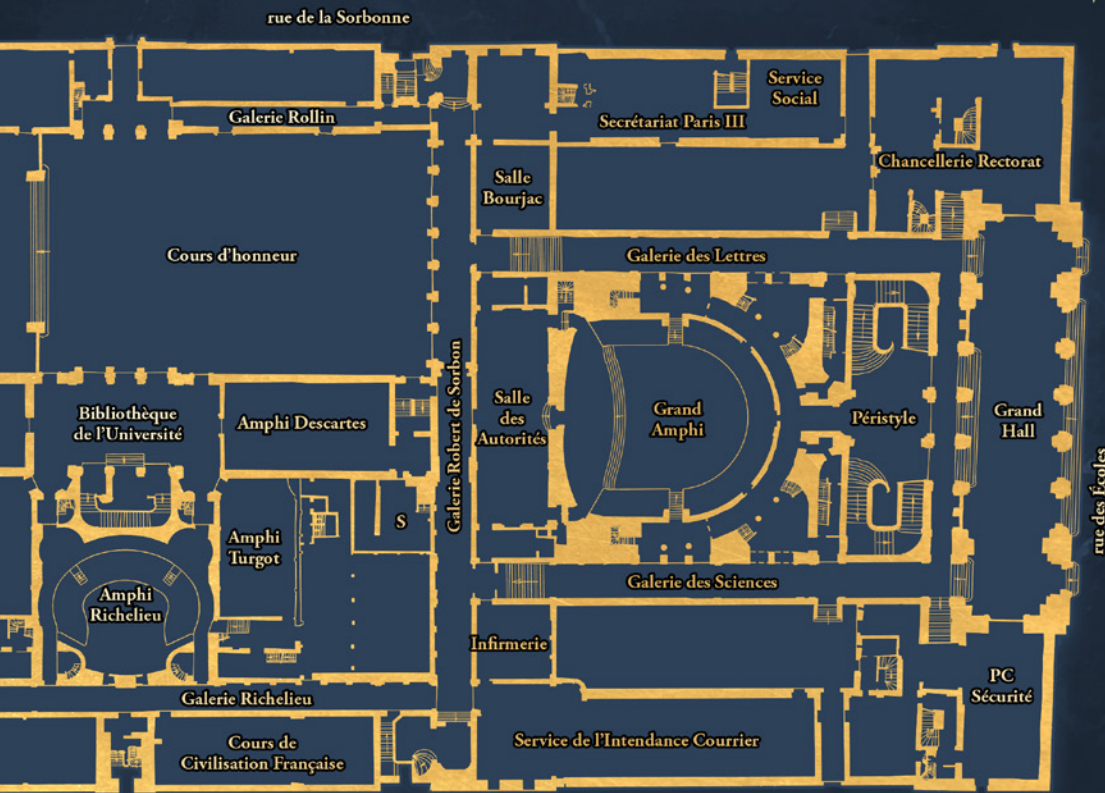 rue de la Sorbonne
Service
Social
Galerie Rollin
Secrétariat Paris III
Chancellerie Rectorat
Salle
Bourjac
Cours d'honneur
Galerie des Lettres
Galerie Robert de Sorbon
Bibliothèque
de l'Université
Amphi Descartes
Salle
des
Autorités
Grand
Amphi
Péristyle
Grand
Hall
rue des Écoles
S
Amphi
Turgot
Amphi
Richelieu
Galerie des Sciences
Infirmerie
PC
Sécurité
Galerie Richelieu
Cours de
Civilisation Française
Service de l'Intendance Courrier